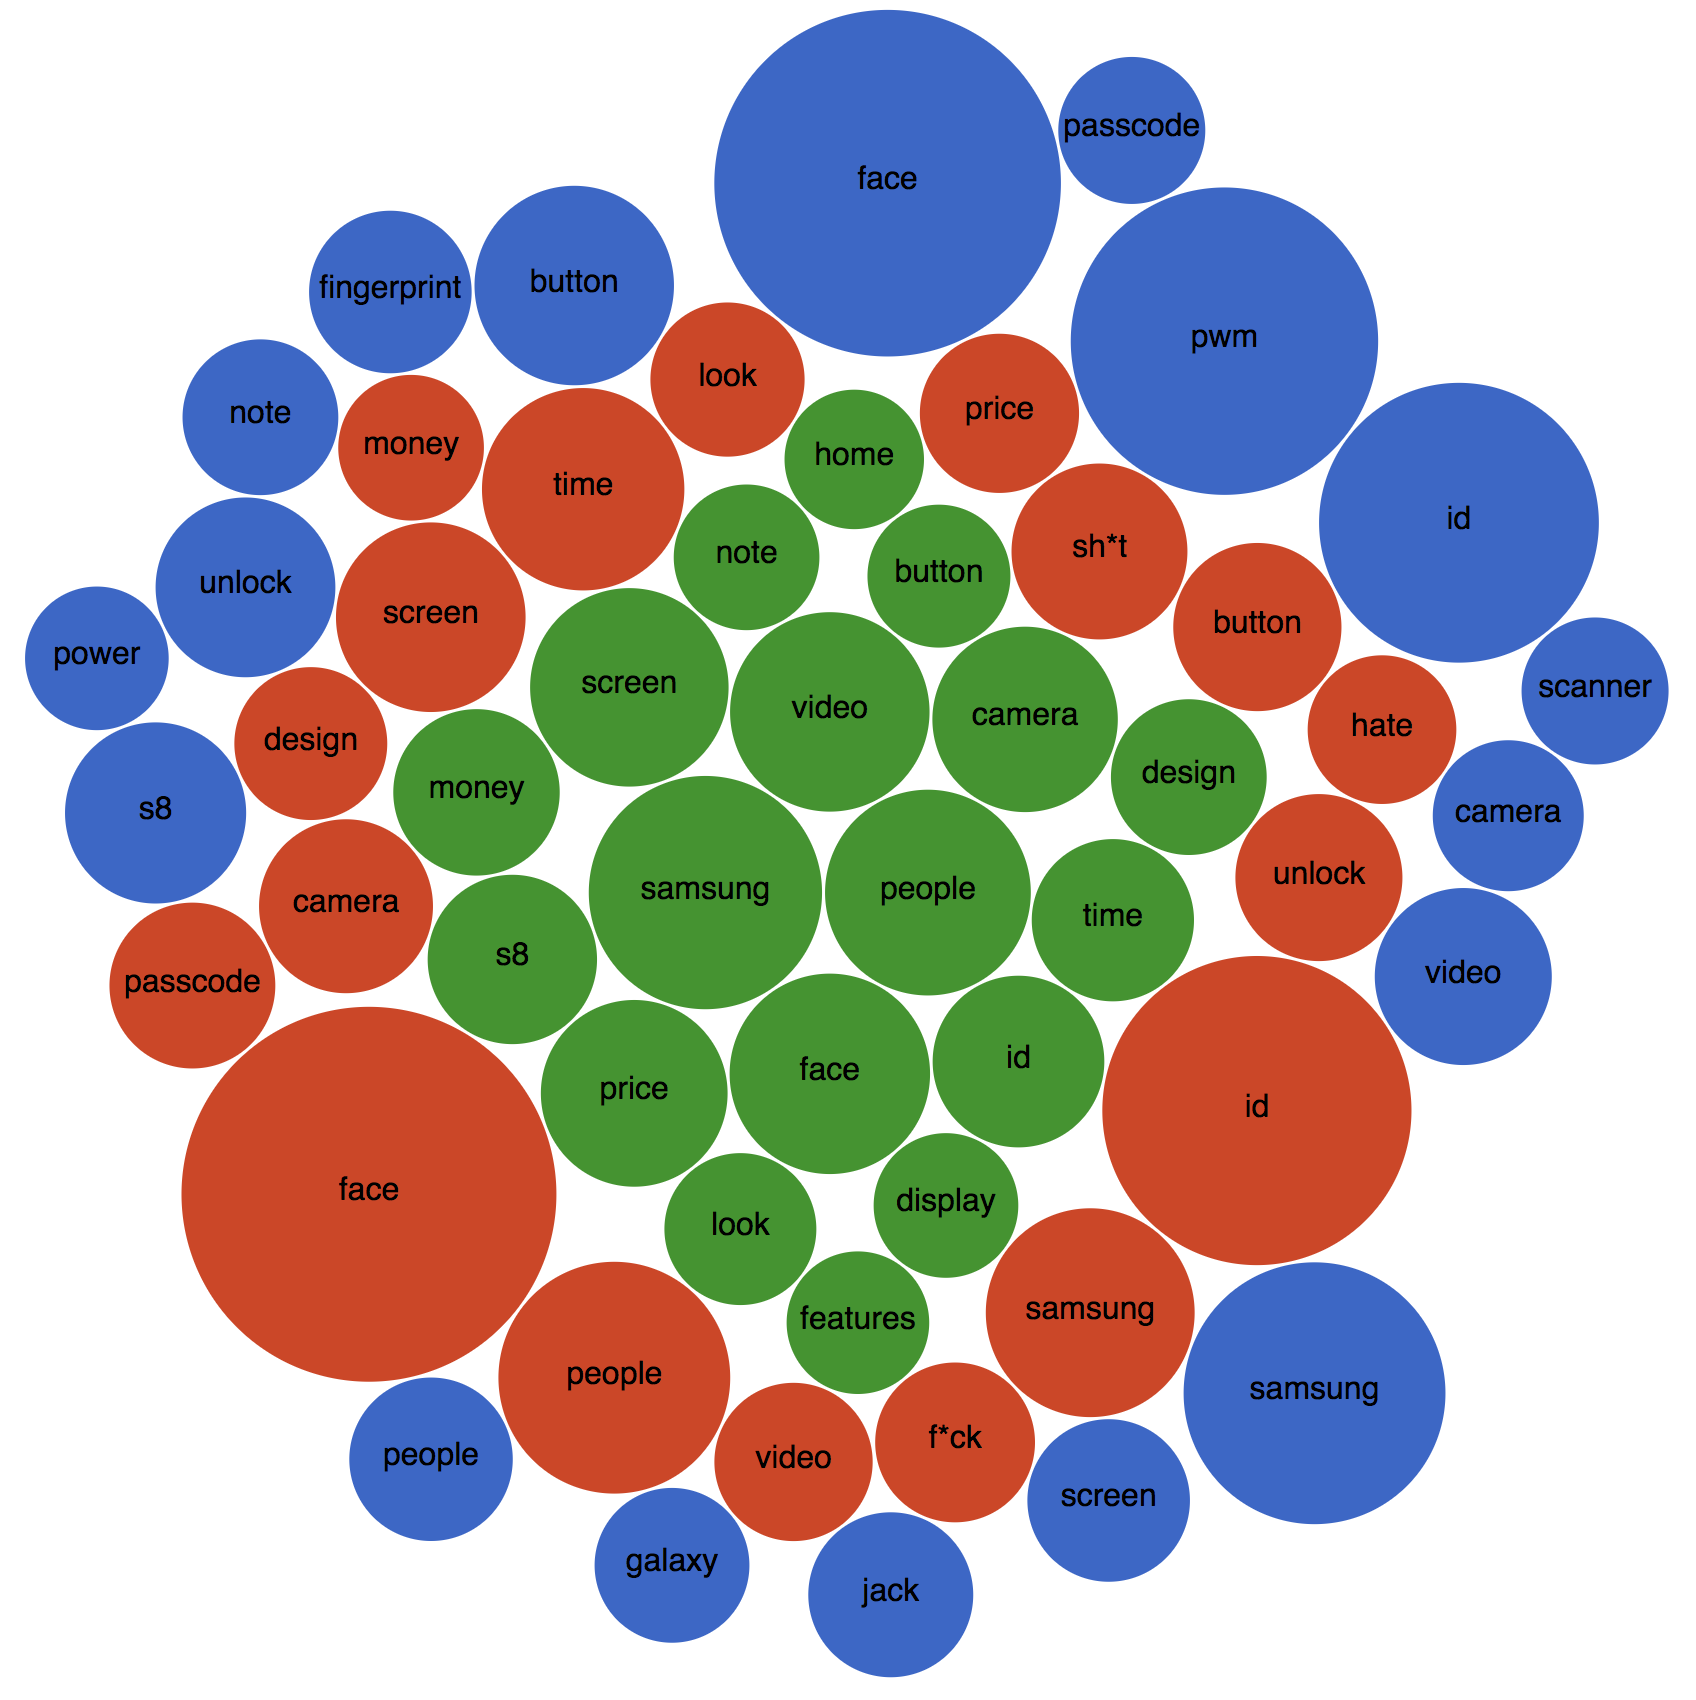 passcode
face
button
fingerprint
pwm
look
price
note
money
home
time
id
sh*t
note
button
unlock
screen
button
power
screen
scanner
video
camera
hate
design
design
money
s8
camera
unlock
samsung
people
camera
time
s8
video
passcode
id
face
price
id
face
display
look
samsung
features
people
samsung
f*ck
people
video
screen
galaxy
jack